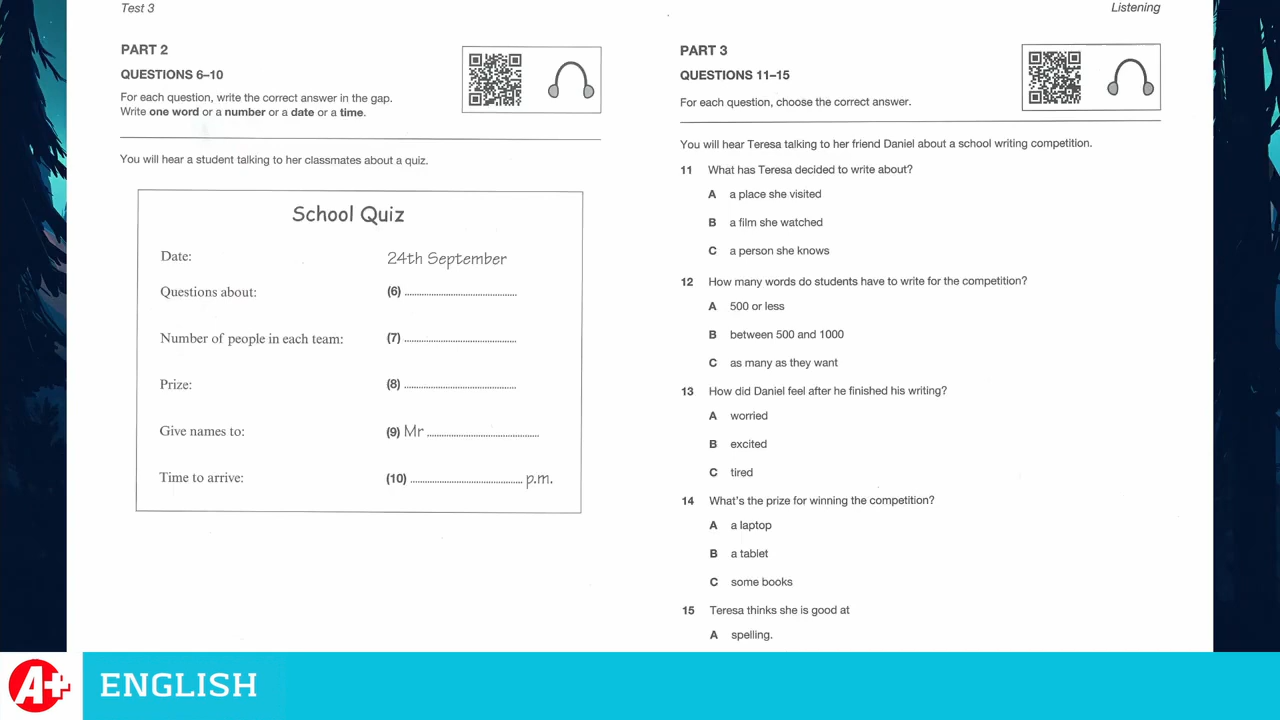 Test 3
PART 2
QUESTIONS 6–10
For each question, write the correct answer in the gap.
Write one word or a number or a date or a time.
You will hear a student talking to her classmates about a quiz.
School Quiz
Date: 24th September
Questions about: (6) ........................................
Number of people in each team: (7) ........................................
Prize: (8) ........................................
Give names to: (9) Mr ........................................
Time to arrive: (10) ........................................ p.m.
Listening
PART 3
QUESTIONS 11–15
For each question, choose the correct answer.
You will hear Teresa talking to her friend Daniel about a school writing competition.
11 What has Teresa decided to write about?
A a place she visited
B a film she watched
C a person she knows
12 How many words do students have to write for the competition?
A 500 or less
B between 500 and 1000
C as many as they want
13 How did Daniel feel after he finished his writing?
A worried
B excited
C tired
14 What's the prize for winning the competition?
A a laptop
B a tablet
C some books
15 Teresa thinks she is good at
A spelling.
A+ ENGLISH